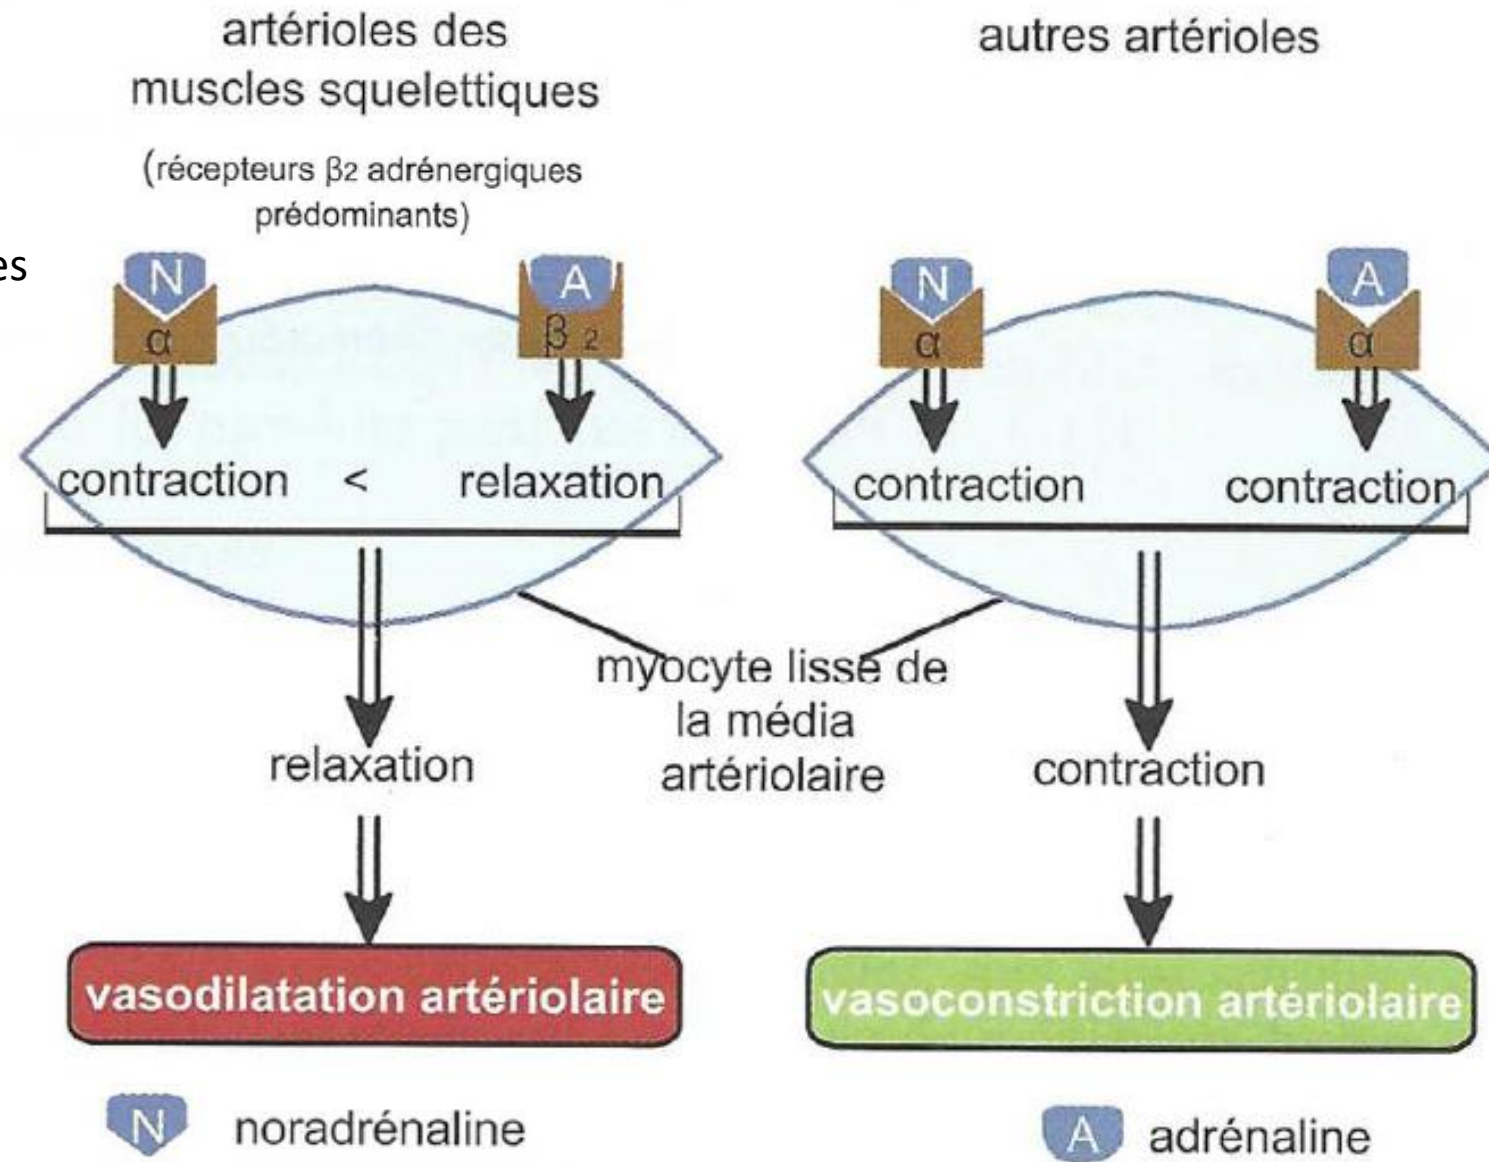 artérioles des
muscles squelettiques
(récepteurs β2 adrénergiques
prédominants)
es
N
α
A
β 2
contraction < relaxation
relaxation
vasodilatation artériolaire
autres artérioles
N
α
A
α
contraction contraction
contraction
vasoconstriction artériolaire
myocyte lisse de
la média
artériolaire
N noradrénaline
A adrénaline